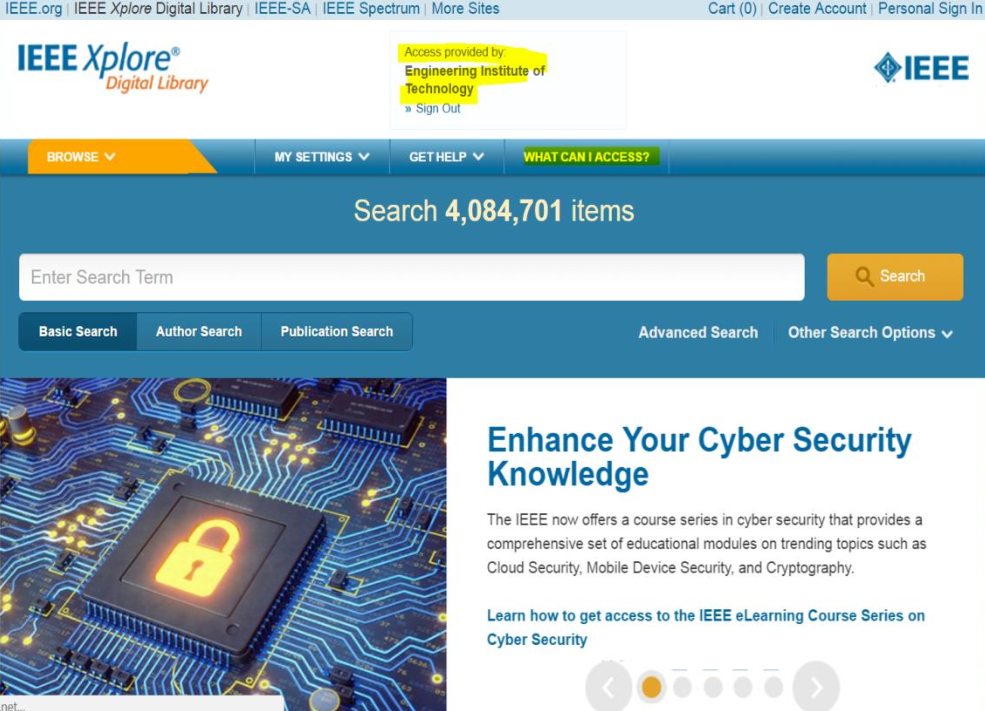 IEEE.org | IEEE Xplore Digital Library | IEEE-SA | IEEE Spectrum | More Sites
Cart (0) | Create Account | Personal Sign In
IEEE Xplore®
Digital Library
Access provided by:
Engineering Institute of
Technology
» Sign Out
IEEE
BROWSE
MY SETTINGS
GET HELP
WHAT CAN I ACCESS?
Search 4,084,701 items
Enter Search Term
Search
Basic Search
Author Search
Publication Search
Advanced Search
Other Search Options
Enhance Your Cyber Security
Knowledge
The IEEE now offers a course series in cyber security that provides a
comprehensive set of educational modules on trending topics such as
Cloud Security, Mobile Device Security, and Cryptography.
Learn how to get access to the IEEE eLearning Course Series on
Cyber Security
.net...